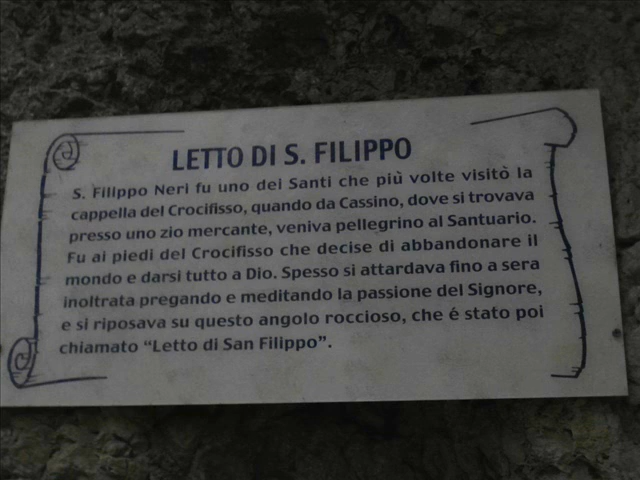 LETTO DI S. FILIPPO
S. Filippo Neri fu uno dei Santi che più volte visitò la
cappella del Crocifisso, quando da Cassino, dove si trovava
presso uno zio mercante, veniva pellegrino al Santuario.
Fu ai piedi del Crocifisso che decise di abbandonare il
mondo e darsi tutto a Dio. Spesso si attardava fino a sera
inoltrata pregando e meditando la passione del Signore,
e si riposava su questo angolo roccioso, che é stato poi
chiamato “Letto di San Filippo”.